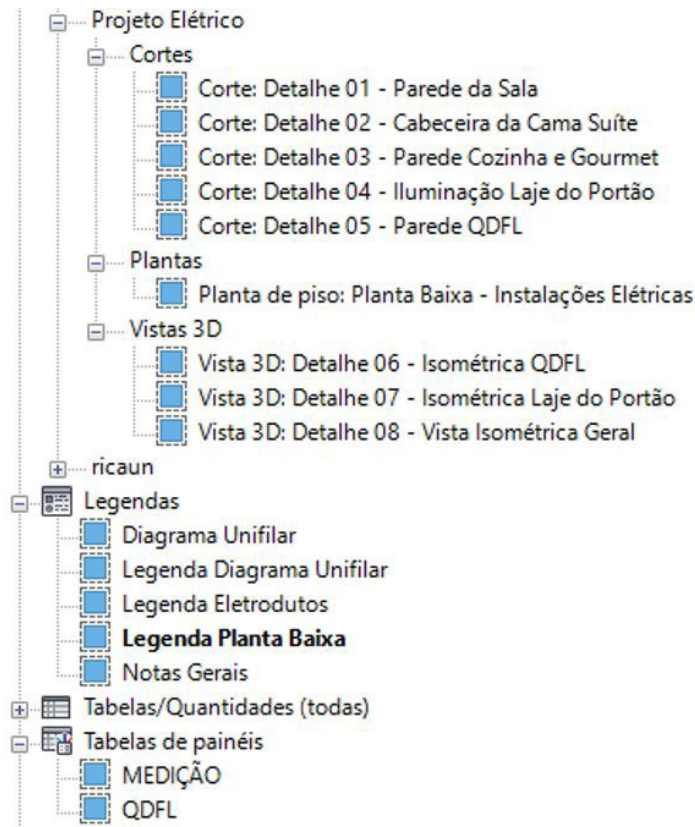 Projeto Elétrico
Cortes
Corte: Detalhe 01 - Parede da Sala
Corte: Detalhe 02 - Cabeceira da Cama Suíte
Corte: Detalhe 03 - Parede Cozinha e Gourmet
Corte: Detalhe 04 - Iluminação Laje do Portão
Corte: Detalhe 05 - Parede QDFL
Plantas
Planta de piso: Planta Baixa - Instalações Elétricas
Vistas 3D
Vista 3D: Detalhe 06 - Isométrica QDFL
Vista 3D: Detalhe 07 - Isométrica Laje do Portão
Vista 3D: Detalhe 08 - Vista Isométrica Geral
ricaun
Legendas
Diagrama Unifilar
Legenda Diagrama Unifilar
Legenda Eletrodutos
Legenda Planta Baixa
Notas Gerais
Tabelas/Quantidades (todas)
Tabelas de painéis
MEDIÇÃO
QDFL